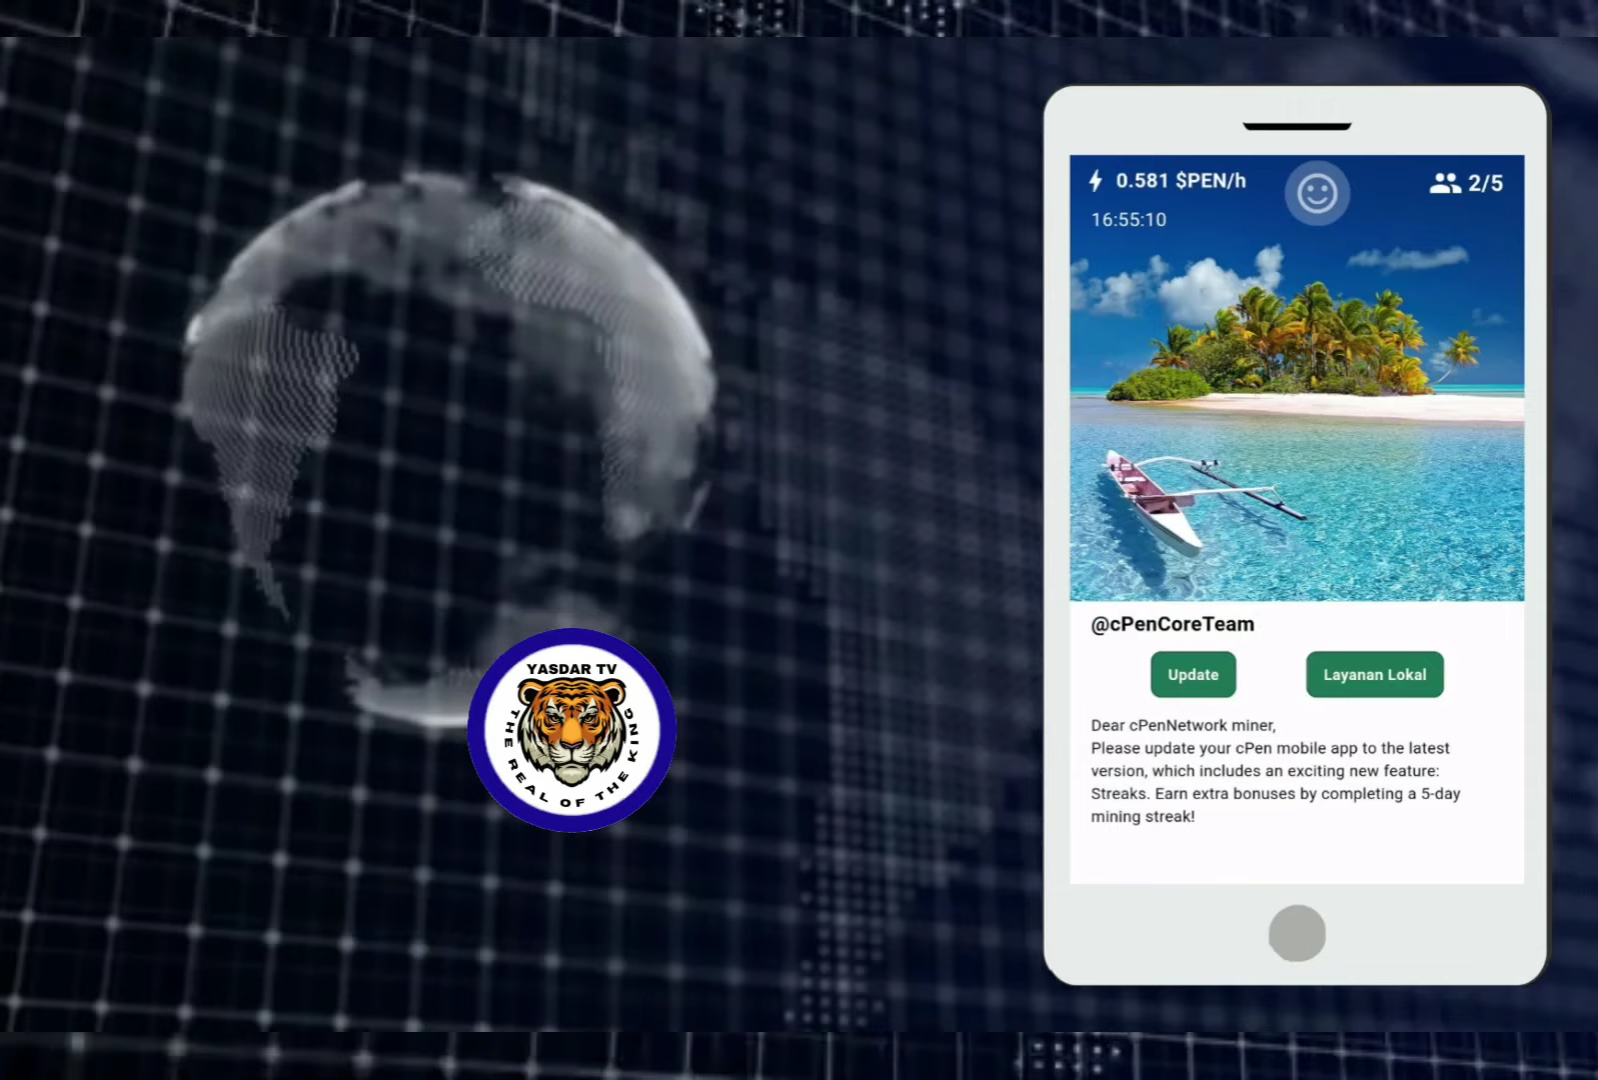 0.581 $PEN/h
2/5
16:55:10
@cPenCoreTeam
Update
Layanan Lokal
Dear cPenNetwork miner,
Please update your cPen mobile app to the latest
version, which includes an exciting new feature:
Streaks. Earn extra bonuses by completing a 5-day
mining streak!
YASDAR TV
THE REAL OF THE KING